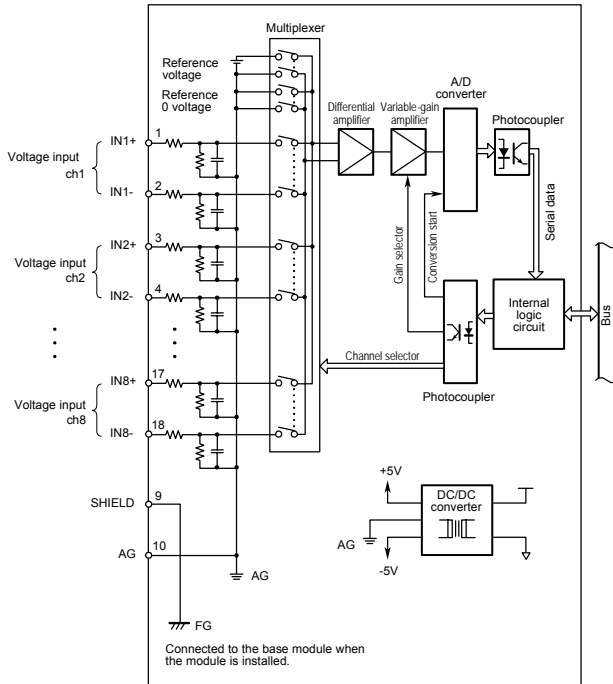 Multiplexer
Reference
voltage
Reference
0 voltage
Differential
amplifier
Variable-gain
amplifier
A/D
converter
Photocoupler
IN1+
1
Voltage input
ch1
IN1-
2
IN2+
3
Voltage input
ch2
IN2-
4
Gain selector
Conversion start
Serial data
Internal
logic
circuit
Bus
Channel selector
Photocoupler
IN8+
17
Voltage input
ch8
IN8-
18
SHIELD
9
AG
10
AG
FG
+5V
DC/DC
converter
AG
-5V
Connected to the base module when
the module is installed.